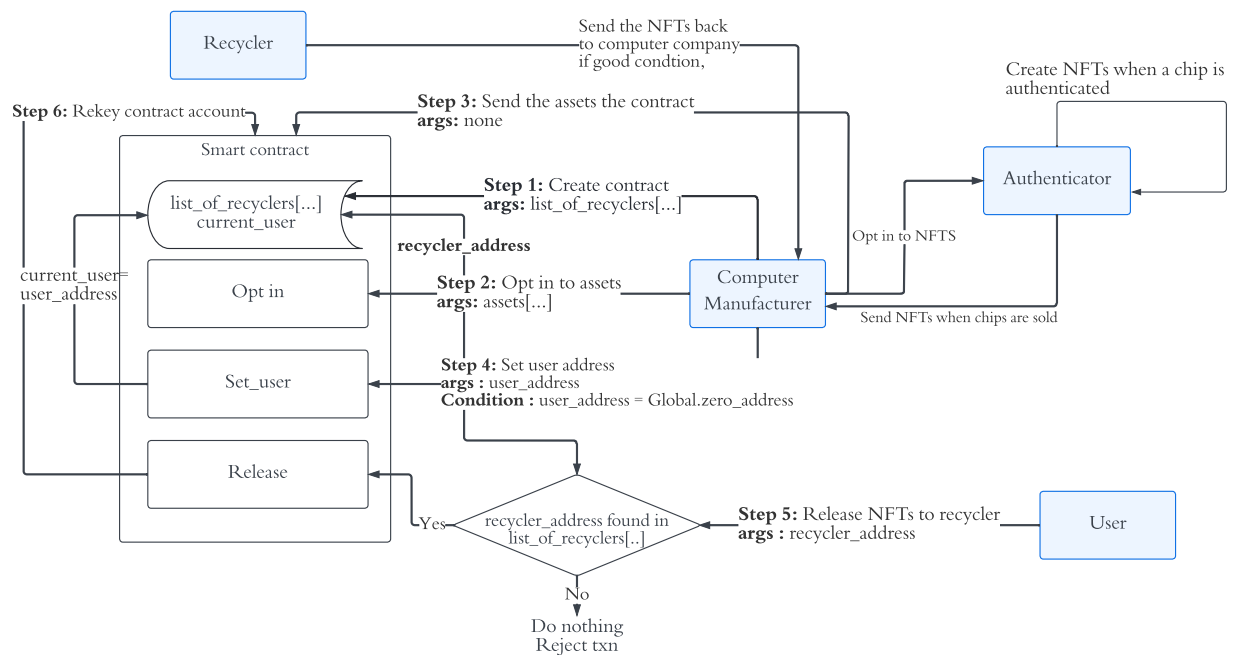 Recycler
Send the NFTs back
to computer company
if good condtion,
Create NFTs when a chip is
authenticated
Step 6: Rekey contract account
Step 3: Send the assets the contract
args: none
Smart contract
Authenticator
list_of_recyclers[...]
current_user
Step 1: Create contract
args: list_of_recyclers[...]
Opt in to NFTS
recycler_address
current_user=
user_address
Opt in
Step 2: Opt in to assets
args: assets[...]
Computer
Manufacturer
Send NFTs when chips are sold
Set_user
Step 4: Set user address
args : user_address
Condition : user_address = Global.zero_address
Release
Yes
recycler_address found in
list_of_recyclers[..]
Step 5: Release NFTs to recycler
args : recycler_address
User
No
Do nothing
Reject txn